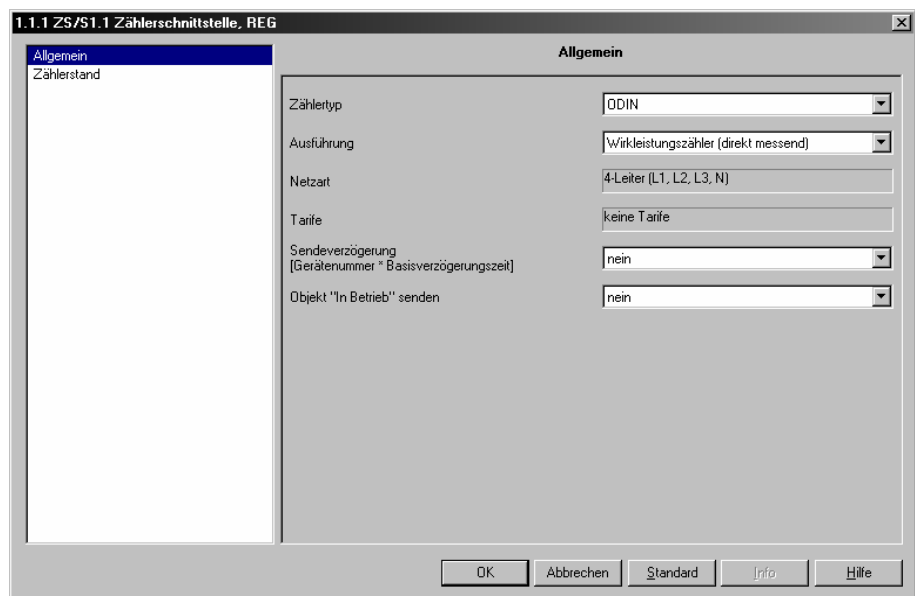 1.1.1 ZS/S1.1 Zählerschnittstelle, REG
Allgemein
Zählerstand
Allgemein
Zählertyp
ODIN
Ausführung
Wirkleistungszähler (direkt messend)
Netzart
4-Leiter (L1, L2, L3, N)
Tarife
keine Tarife
Sendeverzögerung
[Gerätenummer * Basisverzögerungszeit]
nein
Objekt "In Betrieb" senden
nein
OK
Abbrechen
Standard
Info
Hilfe